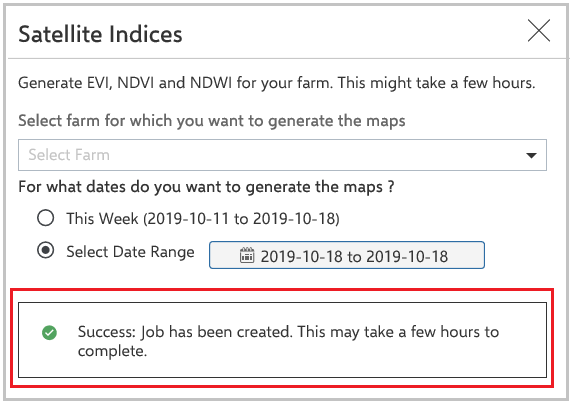 Satellite Indices
Generate EVI, NDVI and NDWI for your farm. This might take a few hours.
Select farm for which you want to generate the maps
Select Farm
For what dates do you want to generate the maps ?
This Week (2019-10-11 to 2019-10-18)
Select Date Range
2019-10-18 to 2019-10-18
Success: Job has been created. This may take a few hours to
complete.